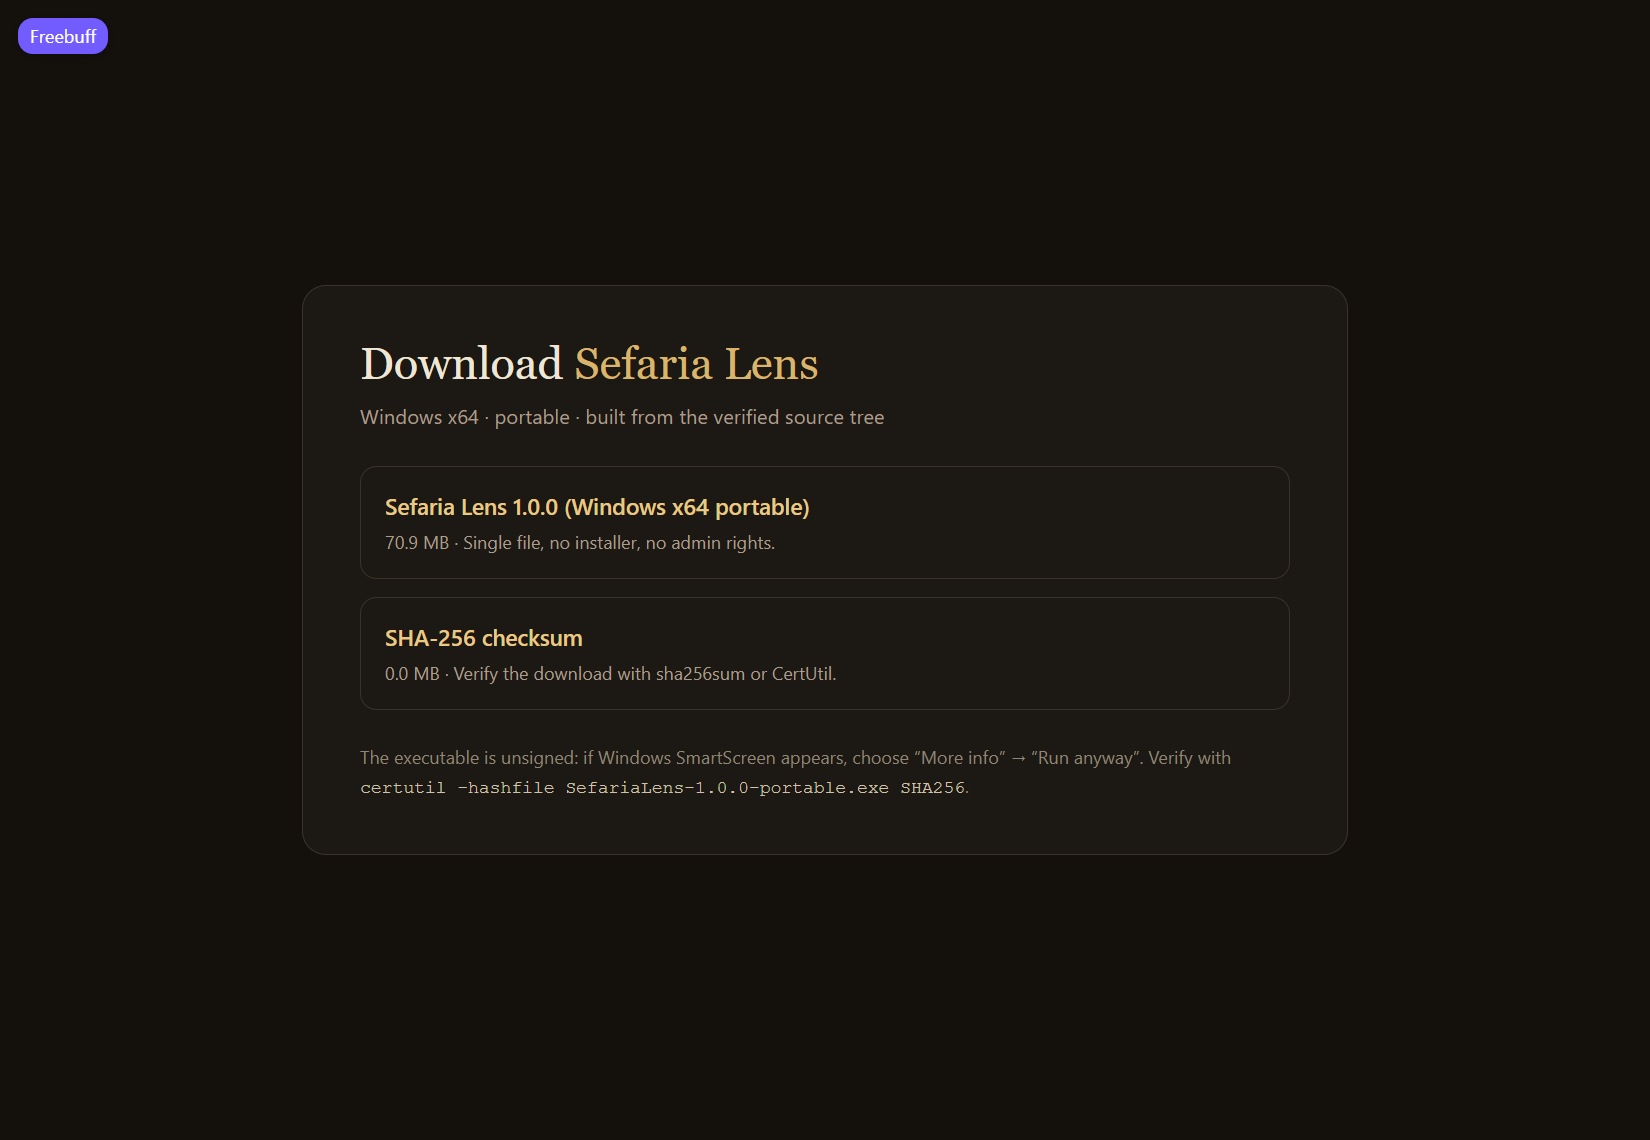 Freebuff
Download Sefaria Lens
Windows x64 · portable · built from the verified source tree
Sefaria Lens 1.0.0 (Windows x64 portable)
70.9 MB · Single file, no installer, no admin rights.
SHA-256 checksum
0.0 MB · Verify the download with sha256sum or CertUtil.
The executable is unsigned: if Windows SmartScreen appears, choose “More info” → “Run anyway”. Verify with
certutil -hashfile SefariaLens-1.0.0-portable.exe SHA256.